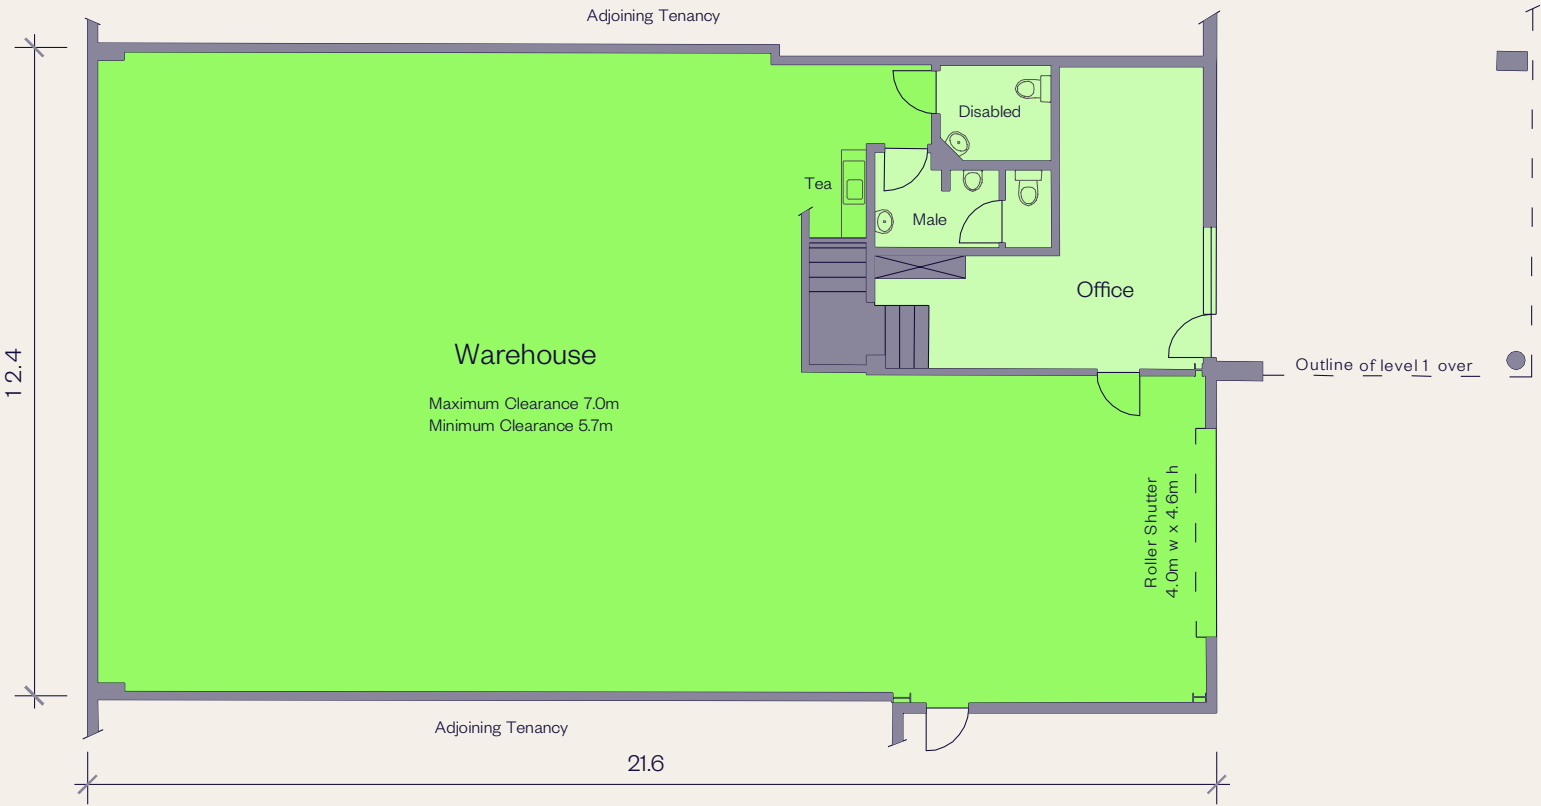 Adjoining Tenancy
Disabled
Tea
Male
Office
12.4
Warehouse
Outline of level 1 over
Maximum Clearance 7.0m
Minimum Clearance 5.7m
Roller Shutter
4.0m w x 4.6m h
Adjoining Tenancy
21.6